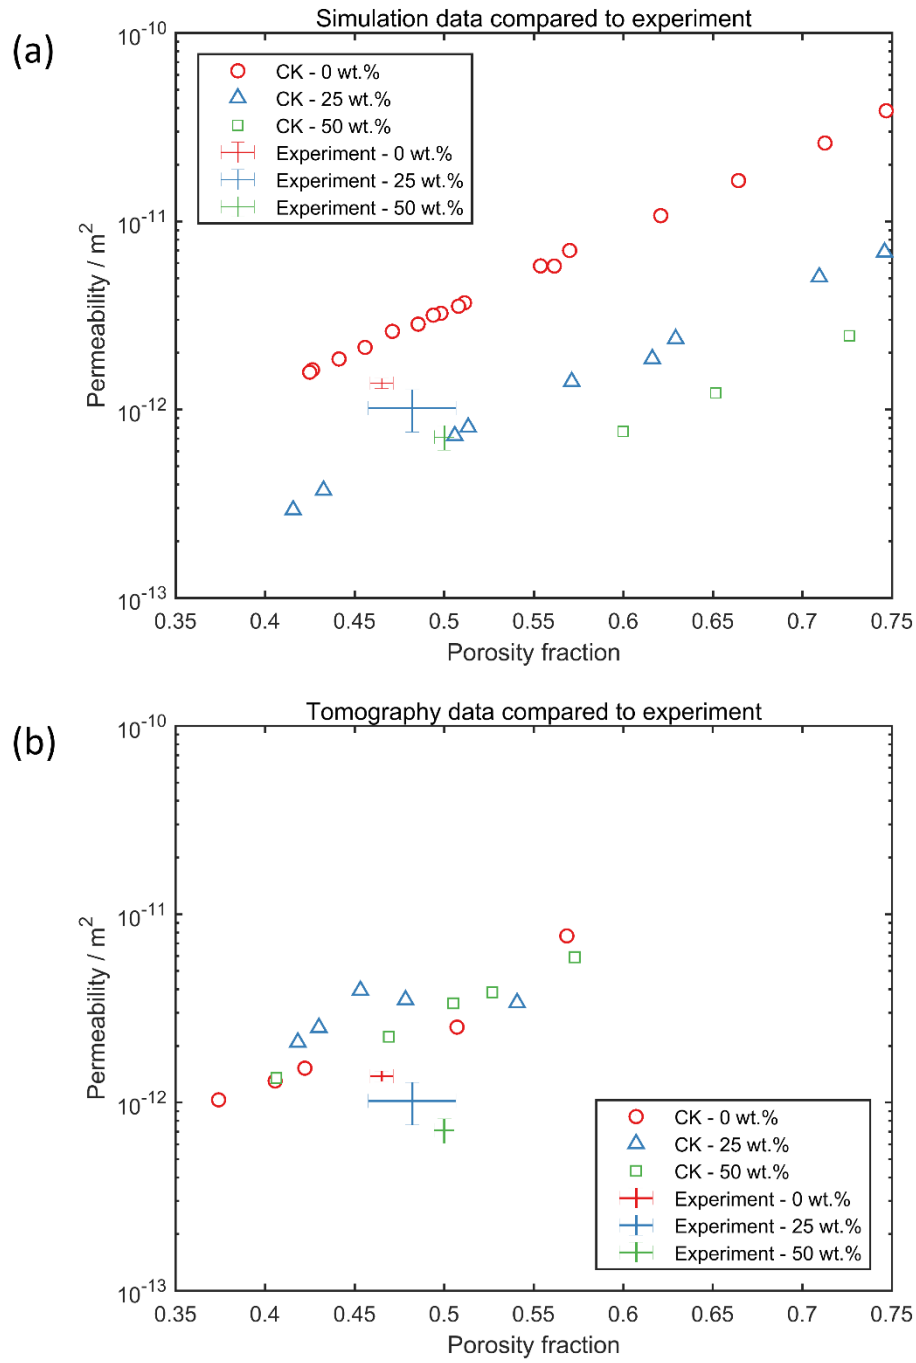 Simulation data compared to experiment
(a)
10-10
10-11
10-12
10-13
Permeability / m2
CK - 0 wt.%
CK - 25 wt.%
CK - 50 wt.%
Experiment - 0 wt.%
Experiment - 25 wt.%
Experiment - 50 wt.%
0.35 0.4 0.45 0.5 0.55 0.6 0.65 0.7 0.75
Porosity fraction
Tomography data compared to experiment
(b)
10-10
10-11
10-12
10-13
Permeability / m2
CK - 0 wt.%
CK - 25 wt.%
CK - 50 wt.%
Experiment - 0 wt.%
Experiment - 25 wt.%
Experiment - 50 wt.%
0.35 0.4 0.45 0.5 0.55 0.6 0.65 0.7 0.75
Porosity fraction